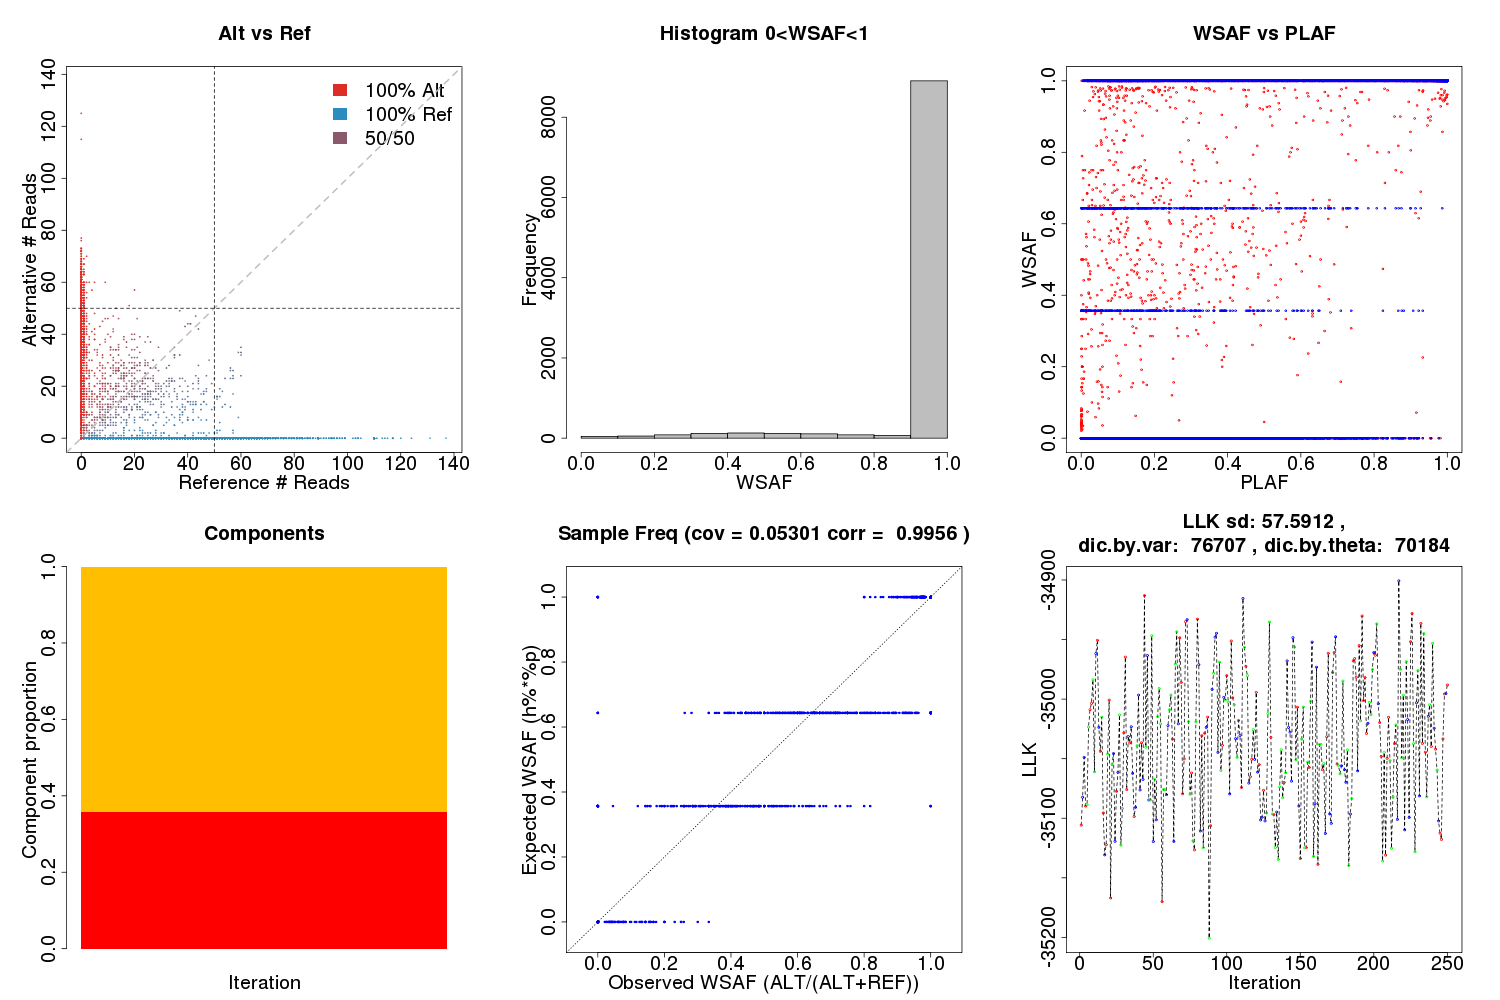 Alt vs Ref
100% Alt
100% Ref
50/50
Alternative # Reads
0 20 40 60 80 100 120 140
0 20 40 60 80 100 120 140
Reference # Reads
Histogram 0<WSAF<1
Frequency
0 2000 4000 6000 8000
0.0 0.2 0.4 0.6 0.8 1.0
WSAF
WSAF vs PLAF
WSAF
0.0 0.2 0.4 0.6 0.8 1.0
0.0 0.2 0.4 0.6 0.8 1.0
PLAF
Components
Component proportion
0.0 0.2 0.4 0.6 0.8 1.0
Iteration
Sample Freq (cov = 0.05301 corr = 0.9956 )
Expected WSAF (h%*%p)
0.0 0.2 0.4 0.6 0.8 1.0
0.0 0.2 0.4 0.6 0.8 1.0
Observed WSAF (ALT/(ALT+REF))
LLK sd: 57.5912 ,
dic.by.var: 76707 , dic.by.theta: 70184
LLK
-35200 -35100 -35000 -34900
0 50 100 150 200 250
Iteration